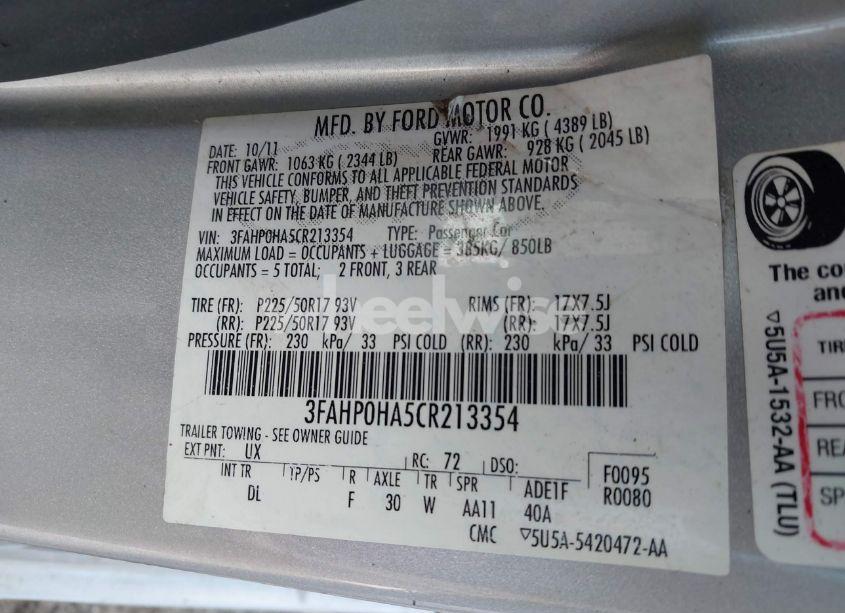 MFD. BY FORD MOTOR CO.
DATE: 10/11 GVWR: 1991 KG ( 4389 LB)
FRONT GAWR: 1063 KG ( 2344 LB) REAR GAWR: 928 KG ( 2045 LB)
THIS VEHICLE CONFORMS TO ALL APPLICABLE FEDERAL MOTOR
VEHICLE SAFETY, BUMPER, AND THEFT PREVENTION STANDARDS
IN EFFECT ON THE DATE OF MANUFACTURE SHOWN ABOVE.
VIN: 3FAHP0HA5CR213354 TYPE: Passenger Car
MAXIMUM LOAD = OCCUPANTS + LUGGAGE = 385KG/ 850LB
OCCUPANTS = 5 TOTAL; 2 FRONT, 3 REAR
TIRE (FR): P225/50R17 93V RIMS (FR): 17X7.5J
(RR): P225/50R17 93V (RR): 17X7.5J
PRESSURE (FR): 230 kPa/ 33 PSI COLD (RR): 230 kPa/ 33 PSI COLD
wheelwise
3FAHP0HA5CR213354
TRAILER TOWING - SEE OWNER GUIDE
EXT PNT: UX RC: 72 DSO: F0095
INT TR TP/PS R AXLE TR SPR ADE1F R0080
DL F 30 W AA11 40A
CMC ▽5U5A-5420472-AA
The co
an
▽5U5A-1532-AA (TLU)
TIR
FRO
REA
SP